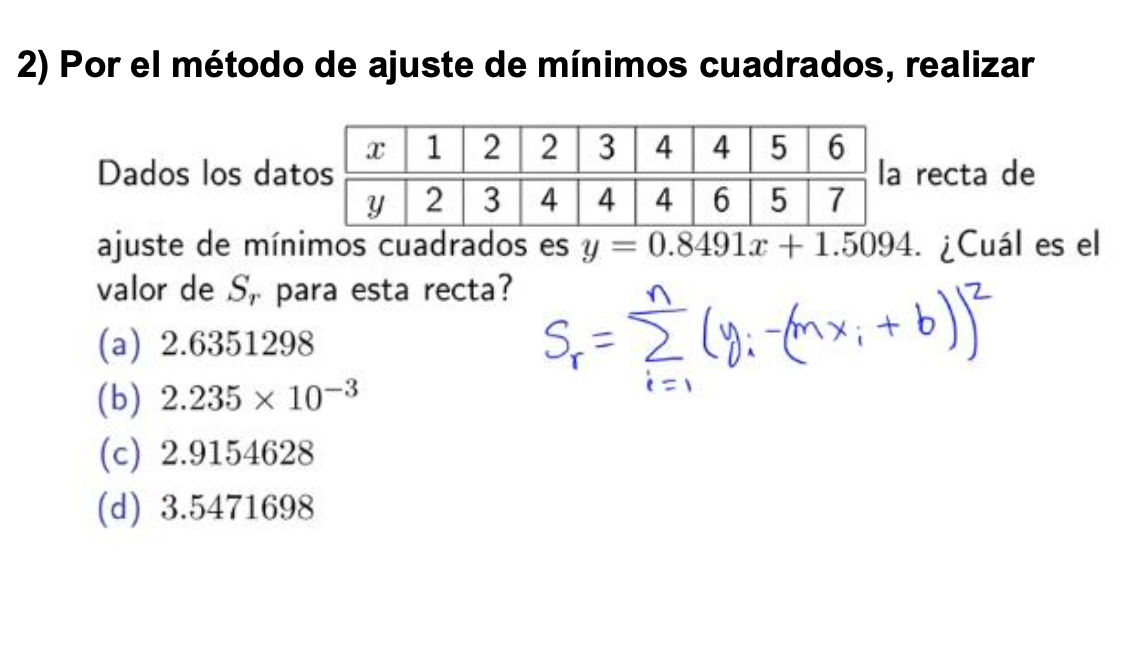 2) Por el método de ajuste de mínimos cuadrados, realizar
x 1 2 2 3 4 4 5 6
Dados los datos la recta de
y 2 3 4 4 4 6 5 7
ajuste de mínimos cuadrados es y = 0.8491x + 1.5094. ¿Cuál es el
valor de Sᵣ para esta recta?
Sᵣ = Σ (yᵢ - (mxᵢ + b))²
n
i=1
(a) 2.6351298
(b) 2.235 × 10⁻³
(c) 2.9154628
(d) 3.5471698